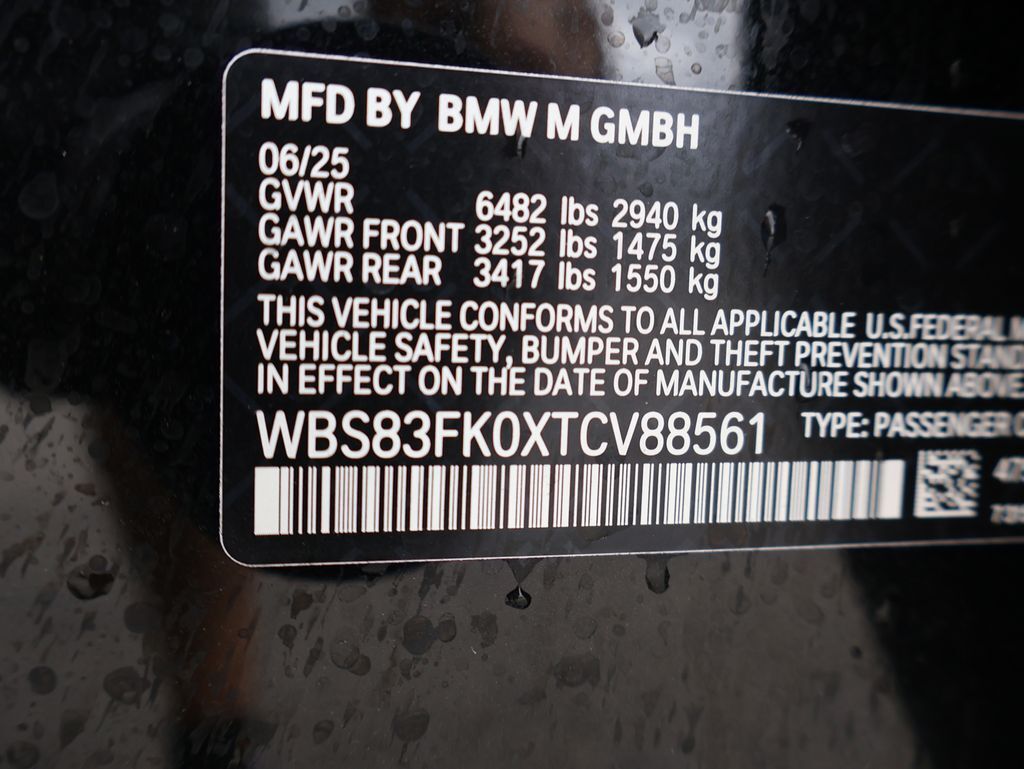 MFD BY BMW M GMBH
06/25
GVWR 6482 lbs 2940 kg
GAWR FRONT 3252 lbs 1475 kg
GAWR REAR 3417 lbs 1550 kg
THIS VEHICLE CONFORMS TO ALL APPLICABLE U.S.FEDERAL
VEHICLE SAFETY, BUMPER AND THEFT PREVENTION STAND
IN EFFECT ON THE DATE OF MANUFACTURE SHOWN ABOVE
WBS83FK0XTCV88561 TYPE: PASSENGER